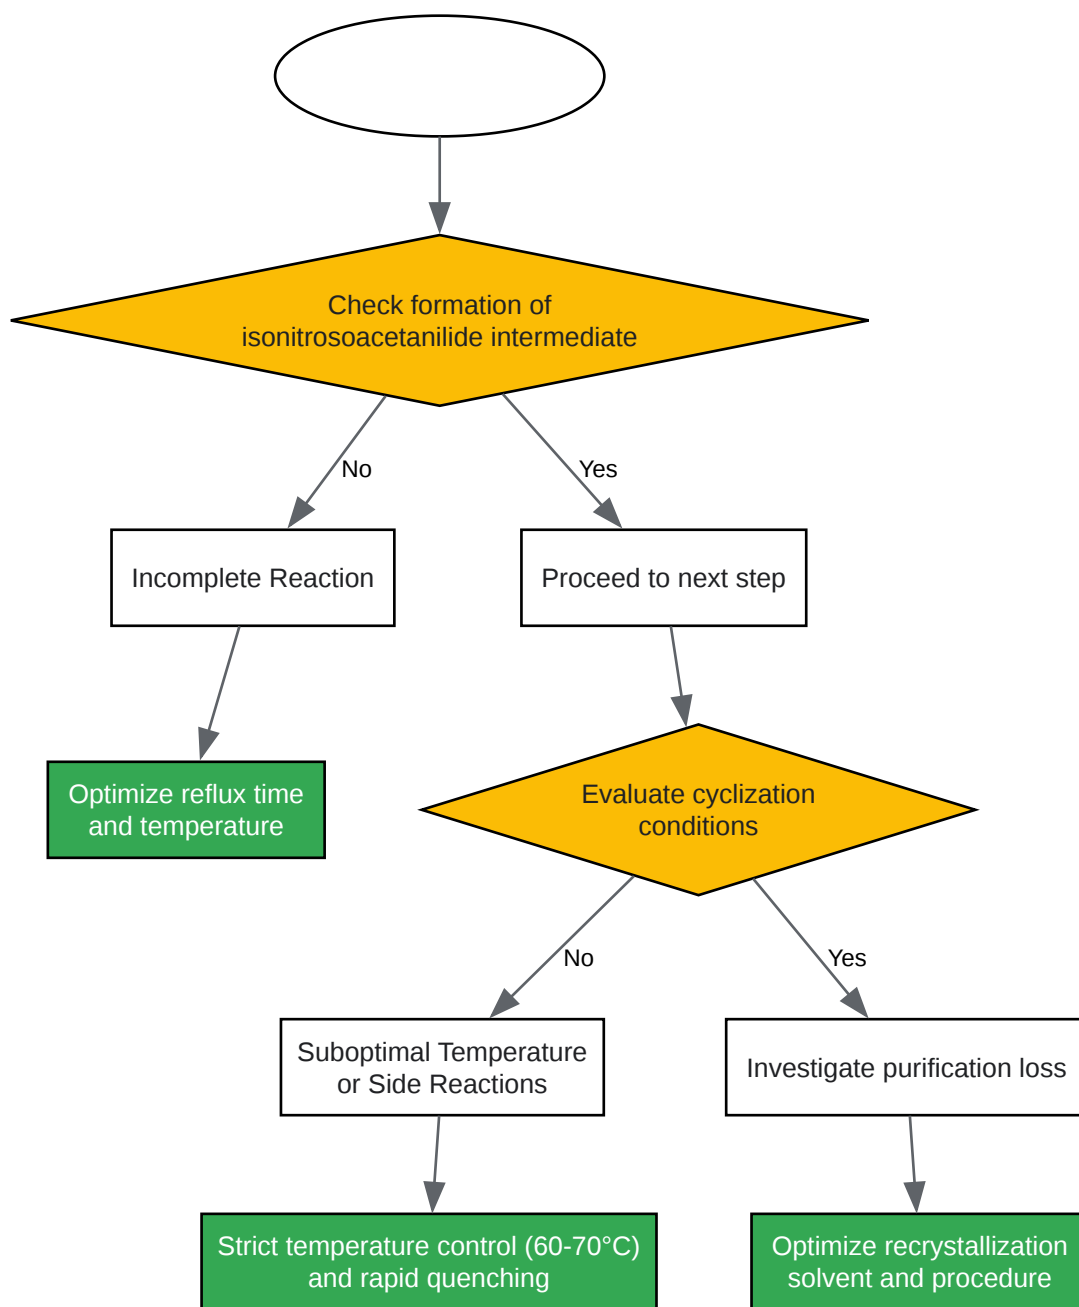 Check formation of
isonitrosoacetanilide intermediate
No
Yes
Incomplete Reaction
Proceed to next step
Optimize reflux time
and temperature
Evaluate cyclization
conditions
No
Yes
Suboptimal Temperature
or Side Reactions
Investigate purification loss
Strict temperature control (60-70°C)
and rapid quenching
Optimize recrystallization
solvent and procedure